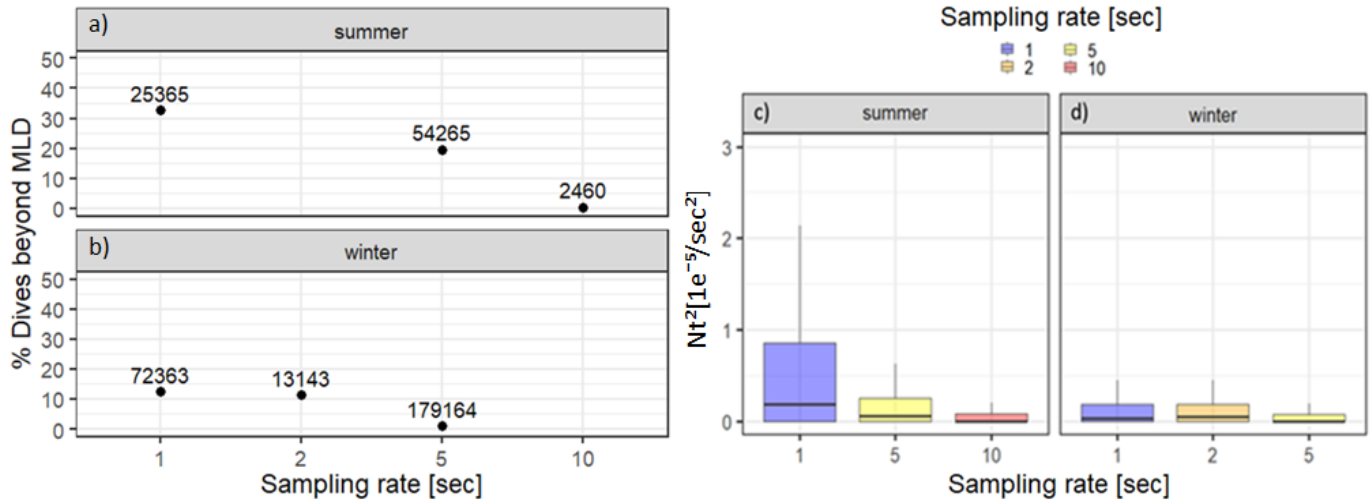 a)
summer
50
40
30
20
10
0
25365
54265
2460
b)
winter
50
40
30
20
10
0
72363
13143
179164
% Dives beyond MLD
1 2 5 10
Sampling rate [sec]
Sampling rate [sec]
1 5
2 10
c) summer
d) winter
Nt²[1e⁻⁵/sec²]
3
2
1
0
1 5 10
1 2 5
Sampling rate [sec]